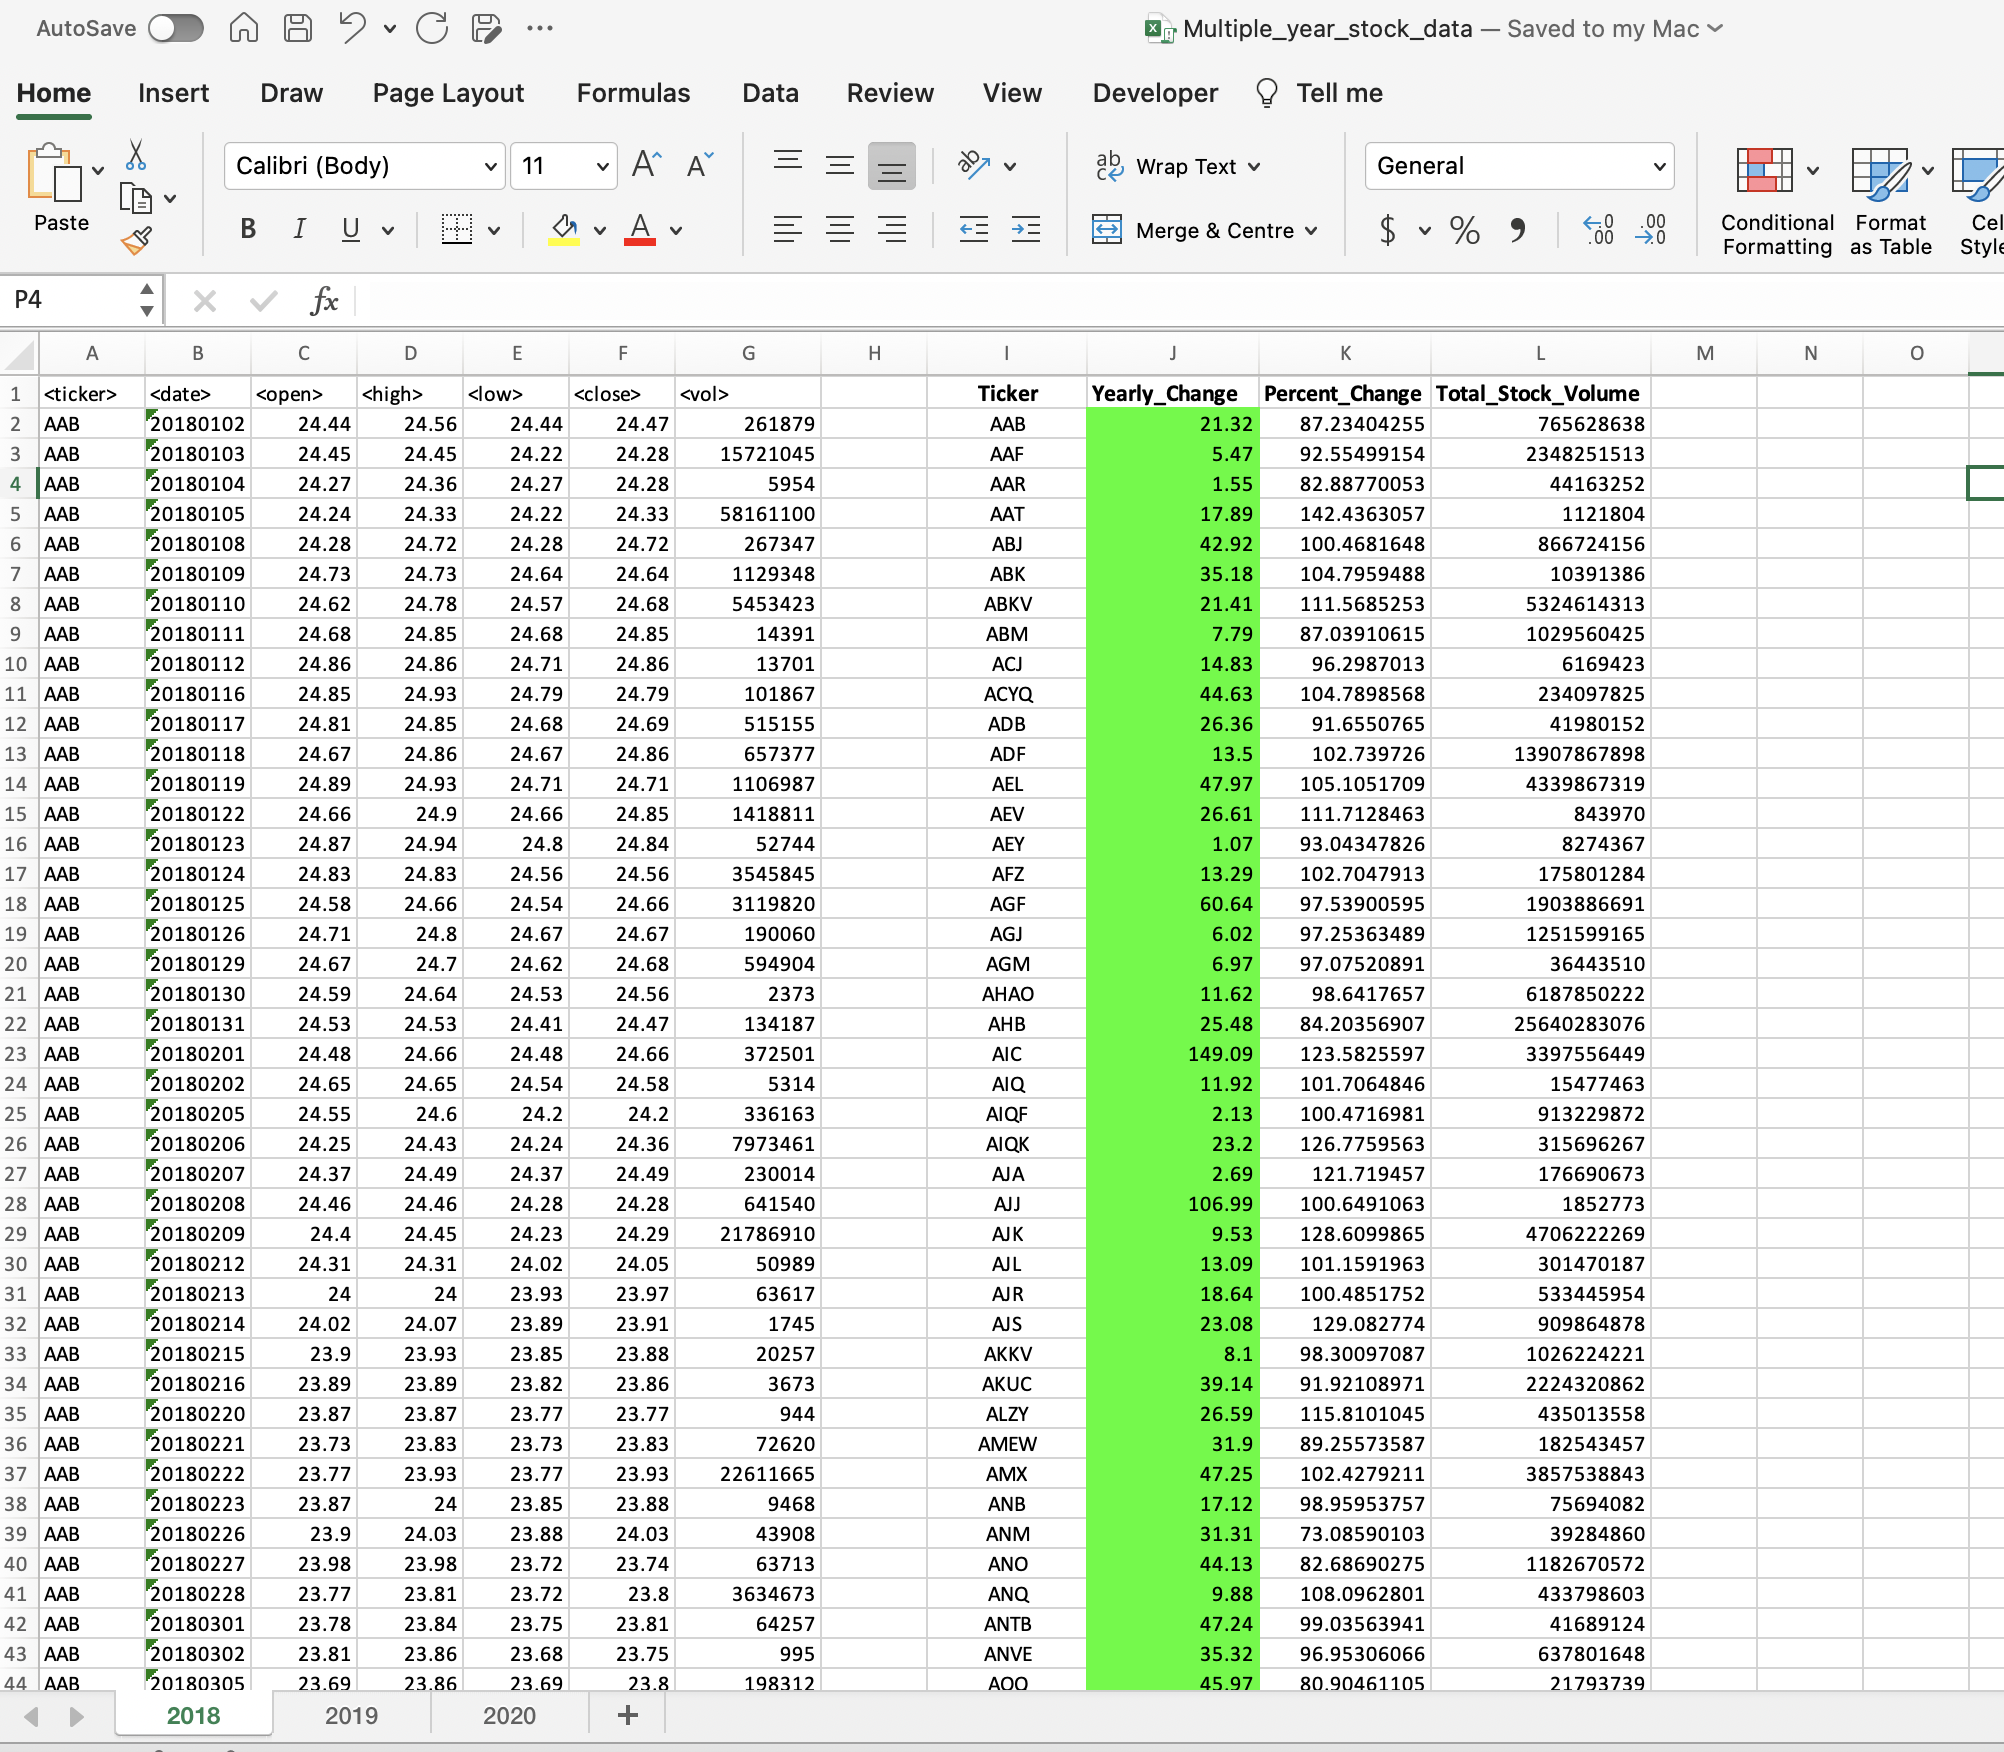 AutoSave
Multiple_year_stock_data — Saved to my Mac
Home Insert Draw Page Layout Formulas Data Review View Developer Tell me
Paste Calibri (Body) 11 A A ab Wrap Text General
B I U A Merge & Centre $ % Conditional Formatting Format as Table
P4 fx
A B C D E F G H I J K L M N O
1 <ticker> <date> <open> <high> <low> <close> <vol> Ticker Yearly_Change Percent_Change Total_Stock_Volume
2 AAB 20180102 24.44 24.56 24.44 24.47 261879 AAB 21.32 87.23404255 765628638
3 AAB 20180103 24.45 24.45 24.22 24.28 15721045 AAF 5.47 92.55499154 2348251513
4 AAB 20180104 24.27 24.36 24.27 24.28 5954 AAR 1.55 82.88770053 44163252
5 AAB 20180105 24.24 24.33 24.22 24.33 58161100 AAT 17.89 142.4363057 1121804
6 AAB 20180108 24.28 24.72 24.28 24.72 267347 ABJ 42.92 100.4681648 866724156
7 AAB 20180109 24.73 24.73 24.64 24.64 1129348 ABK 35.18 104.7959488 10391386
8 AAB 20180110 24.62 24.78 24.57 24.68 5453423 ABKV 21.41 111.5685253 5324614313
9 AAB 20180111 24.68 24.85 24.68 24.85 14391 ABM 7.79 87.03910615 1029560425
10 AAB 20180112 24.86 24.86 24.71 24.86 13701 ACJ 14.83 96.2987013 6169423
11 AAB 20180116 24.85 24.93 24.79 24.79 101867 ACYQ 44.63 104.7898568 234097825
12 AAB 20180117 24.81 24.85 24.68 24.69 515155 ADB 26.36 91.6550765 41980152
13 AAB 20180118 24.67 24.86 24.67 24.86 657377 ADF 13.5 102.739726 13907867898
14 AAB 20180119 24.89 24.93 24.71 24.71 1106987 AEL 47.97 105.1051709 4339867319
15 AAB 20180122 24.66 24.9 24.66 24.85 1418811 AEV 26.61 111.7128463 843970
16 AAB 20180123 24.87 24.94 24.8 24.84 52744 AEY 1.07 93.04347826 8274367
17 AAB 20180124 24.83 24.83 24.56 24.56 3545845 AFZ 13.29 102.7047913 175801284
18 AAB 20180125 24.58 24.66 24.54 24.66 3119820 AGF 60.64 97.53900595 1903886691
19 AAB 20180126 24.71 24.8 24.67 24.67 190060 AGJ 6.02 97.25363489 1251599165
20 AAB 20180129 24.67 24.7 24.62 24.68 594904 AGM 6.97 97.07520891 36443510
21 AAB 20180130 24.59 24.64 24.53 24.56 2373 AHAO 11.62 98.6417657 6187850222
22 AAB 20180131 24.53 24.53 24.41 24.47 134187 AHB 25.48 84.20356907 25640283076
23 AAB 20180201 24.48 24.66 24.48 24.66 372501 AIC 149.09 123.5825597 3397556449
24 AAB 20180202 24.65 24.65 24.54 24.58 5314 AIQ 11.92 101.7064846 15477463
25 AAB 20180205 24.55 24.6 24.2 24.2 336163 AIQF 2.13 100.4716981 913229872
26 AAB 20180206 24.25 24.43 24.24 24.36 7973461 AIQK 23.2 126.7759563 315696267
27 AAB 20180207 24.37 24.49 24.37 24.49 230014 AJA 2.69 121.719457 176690673
28 AAB 20180208 24.46 24.46 24.28 24.28 641540 AJJ 106.99 100.6491063 1852773
29 AAB 20180209 24.4 24.45 24.23 24.29 21786910 AJK 9.53 128.6099865 4706222269
30 AAB 20180212 24.31 24.31 24.02 24.05 50989 AJL 13.09 101.1591963 301470187
31 AAB 20180213 24 24 23.93 23.97 63617 AJR 18.64 100.4851752 533445954
32 AAB 20180214 24.02 24.07 23.89 23.91 1745 AJS 23.08 129.082774 909864878
33 AAB 20180215 23.9 23.93 23.85 23.88 20257 AKKV 8.1 98.30097087 1026224221
34 AAB 20180216 23.89 23.89 23.82 23.86 3673 AKUC 39.14 91.92108971 2224320862
35 AAB 20180220 23.87 23.87 23.77 23.77 944 ALZY 26.59 115.8101045 435013558
36 AAB 20180221 23.73 23.83 23.73 23.83 72620 AMEW 31.9 89.25573587 182543457
37 AAB 20180222 23.77 23.93 23.77 23.93 22611665 AMX 47.25 102.4279211 3857538843
38 AAB 20180223 23.87 24 23.85 23.88 9468 ANB 17.12 98.95953757 75694082
39 AAB 20180226 23.9 24.03 23.88 24.03 43908 ANM 31.31 73.08590103 39284860
40 AAB 20180227 23.98 23.98 23.72 23.74 63713 ANO 44.13 82.68690275 1182670572
41 AAB 20180228 23.77 23.81 23.72 23.8 3634673 ANQ 9.88 108.0962801 433798603
42 AAB 20180301 23.78 23.84 23.75 23.81 64257 ANTB 47.24 99.03563941 41689124
43 AAB 20180302 23.81 23.86 23.68 23.75 995 ANVE 35.32 96.95306066 637801648
44 AAB 20180305 23.69 23.86 23.69 23.8 198312 AOO 45.97 80.90461105 21793739
2018 2019 2020 +